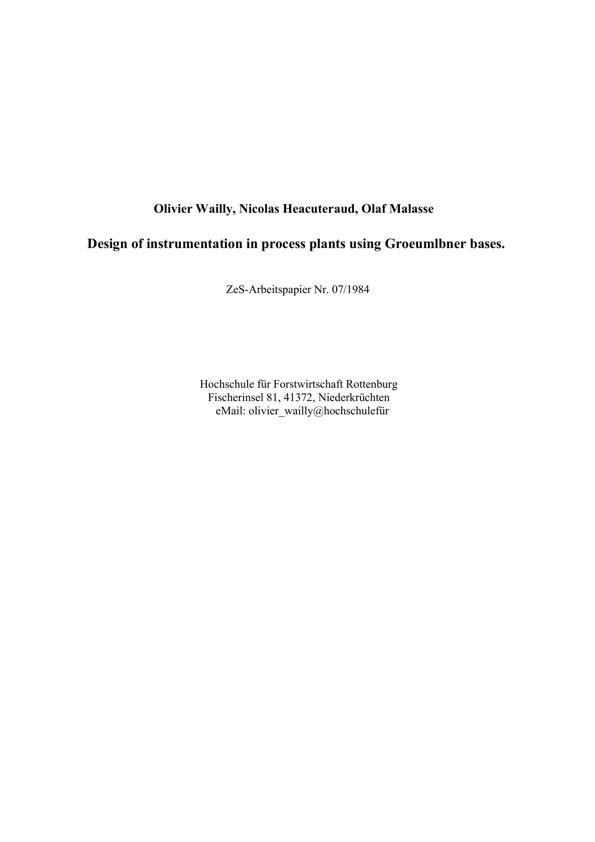 Olivier Wailly, Nicolas Heacuteraud, Olaf Malasse
Design of instrumentation in process plants using Groeumlbner bases.
ZeS-Arbeitspapier Nr. 07/1984
Hochschule für Forstwirtschaft Rottenburg
Fischerinsel 81, 41372, Niederkrüchten
eMail: olivier_wailly@hochschulefür